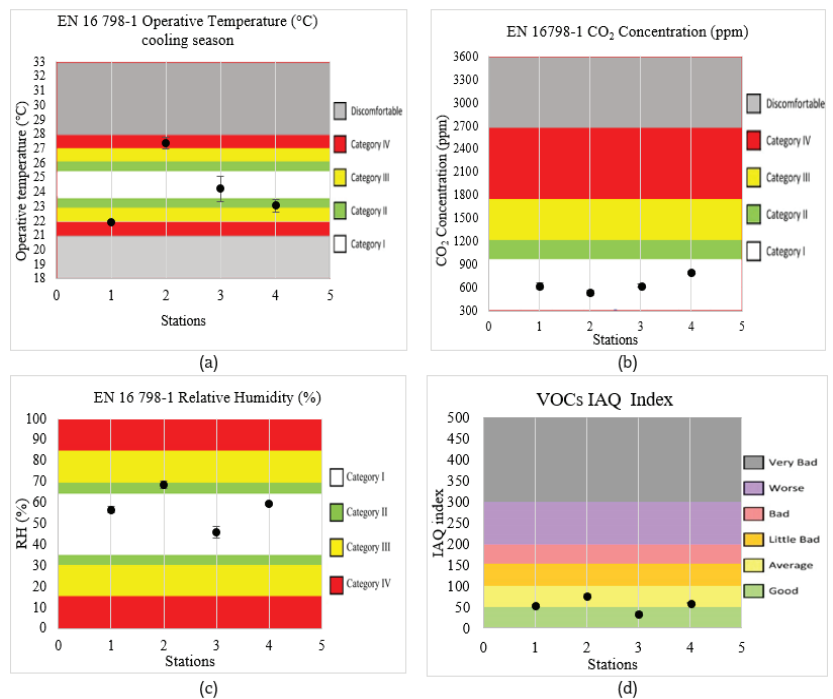 EN 16 798-1 Operative Temperature (°C)
cooling season
Operative temperature (°C)
33
32
31
30
29
28
27
26
25
24
23
22
21
20
19
18
0 1 2 3 4 5
Stations
Discomfortable
Category IV
Category III
Category II
Category I
(a)
EN 16798-1 CO₂ Concentration (ppm)
CO₂ Concentration (ppm)
3600
3300
3000
2700
2400
2100
1800
1500
1200
900
600
300
0 1 2 3 4 5
Stations
Discomfortable
Category IV
Category III
Category II
Category I
(b)
EN 16 798-1 Relative Humidity (%)
RH (%)
100
90
80
70
60
50
40
30
20
10
0
0 1 2 3 4 5
Stations
Category I
Category II
Category III
Category IV
(c)
VOCs IAQ Index
IAQ index
500
450
400
350
300
250
200
150
100
50
0
0 1 2 3 4 5
Stations
Very Bad
Worse
Bad
Little Bad
Average
Good
(d)